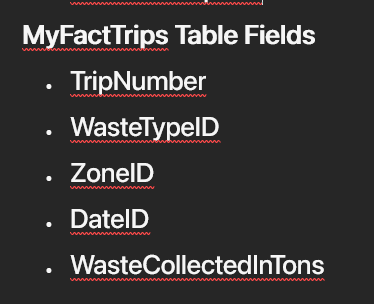 MyFactTrips Table Fields
• TripNumber
• WasteTypeID
• ZoneID
• DateID
• WasteCollectedInTons